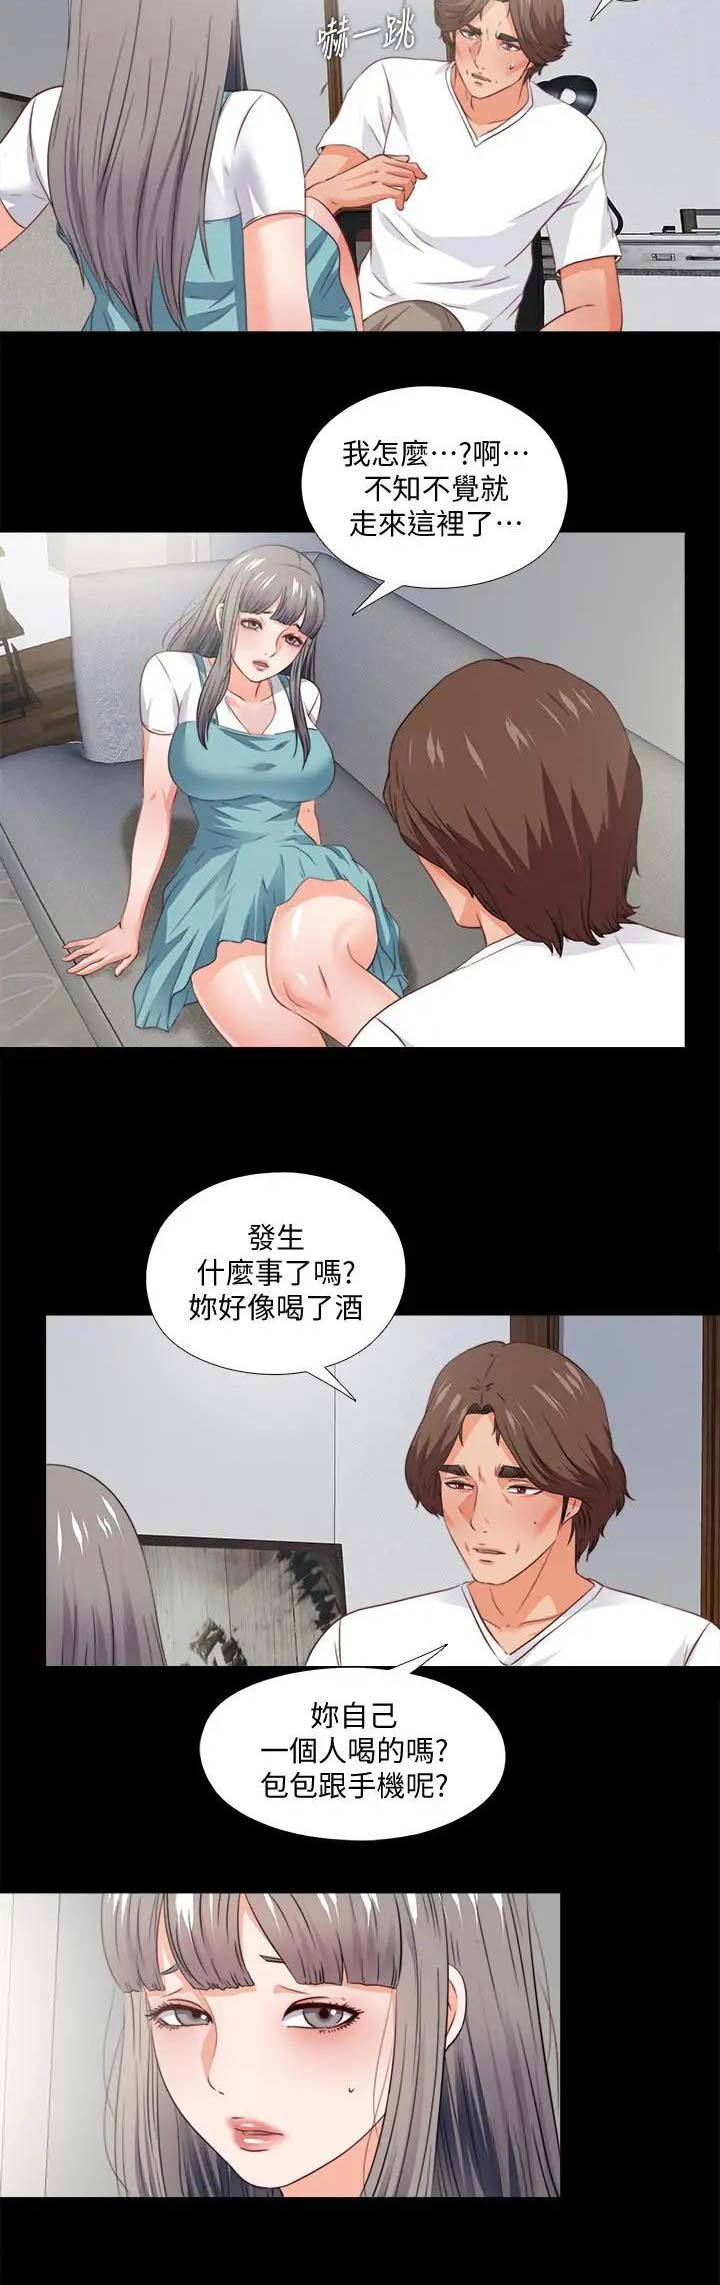 嚇一跳
我怎麼⋯?啊⋯
不知不覺就
走來這裡了⋯
發生
什麼事了嗎?
妳好像喝了酒
妳自己
一個人喝的嗎?
包包跟手機呢?